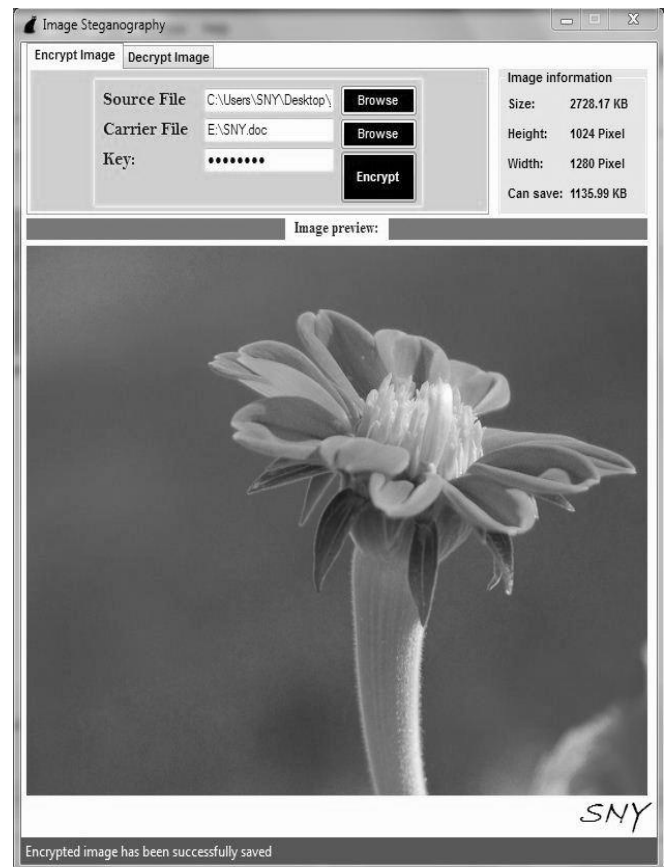 Image Steganography
Encrypt Image Decrypt Image
Source File C:\Users\SNY\Desktop\ Browse
Carrier File E:\SNY.doc Browse
Key: ●●●●●●●● Encrypt
Image information
Size: 2728.17 KB
Height: 1024 Pixel
Width: 1280 Pixel
Can save: 1135.99 KB
Image preview:
SNY
Encrypted image has been successfully saved